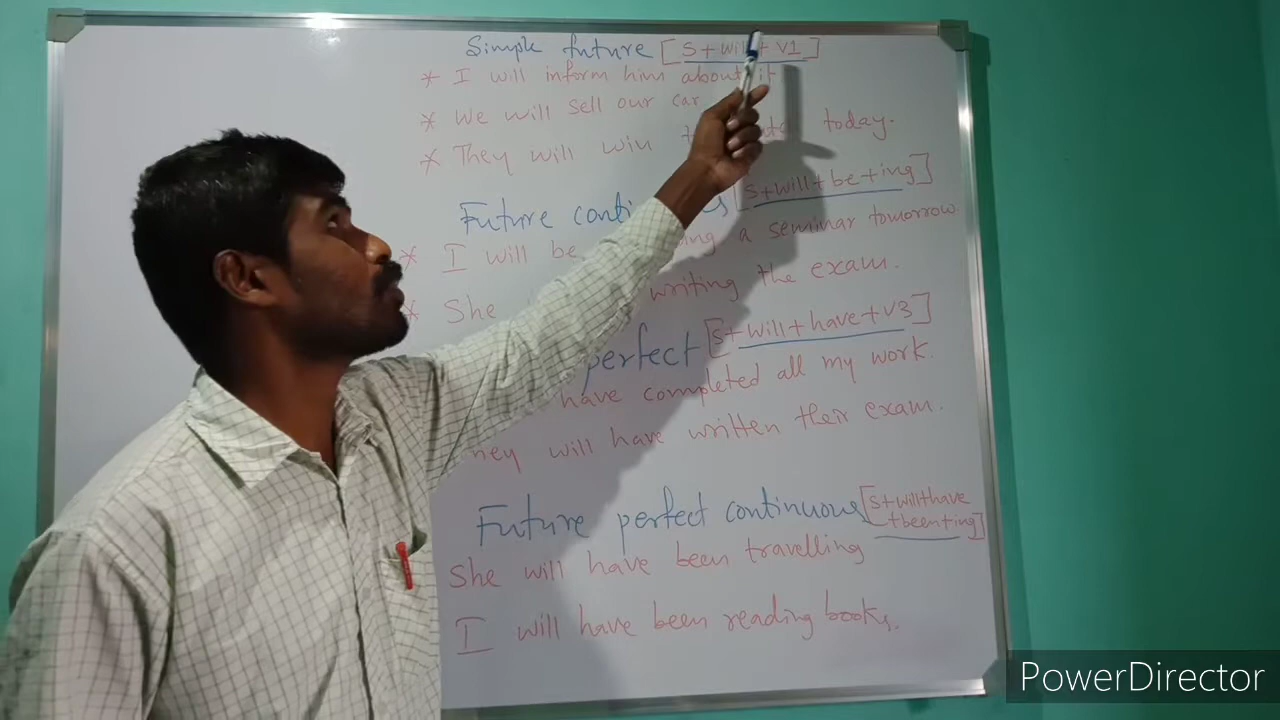 Simple future [S+will+V1]
* I will inform him about it
* We will sell our car
* They will win today.
Future [S+will+be+ing]
* I will be a seminar tomorrow
* She writing the exam.
perfect [S+will+have+V3]
have completed all my work.
will have written their exam.
Future perfect continuous [S+will+have
+been+ing]
She will have been travelling
I will have been reading books.
PowerDirector